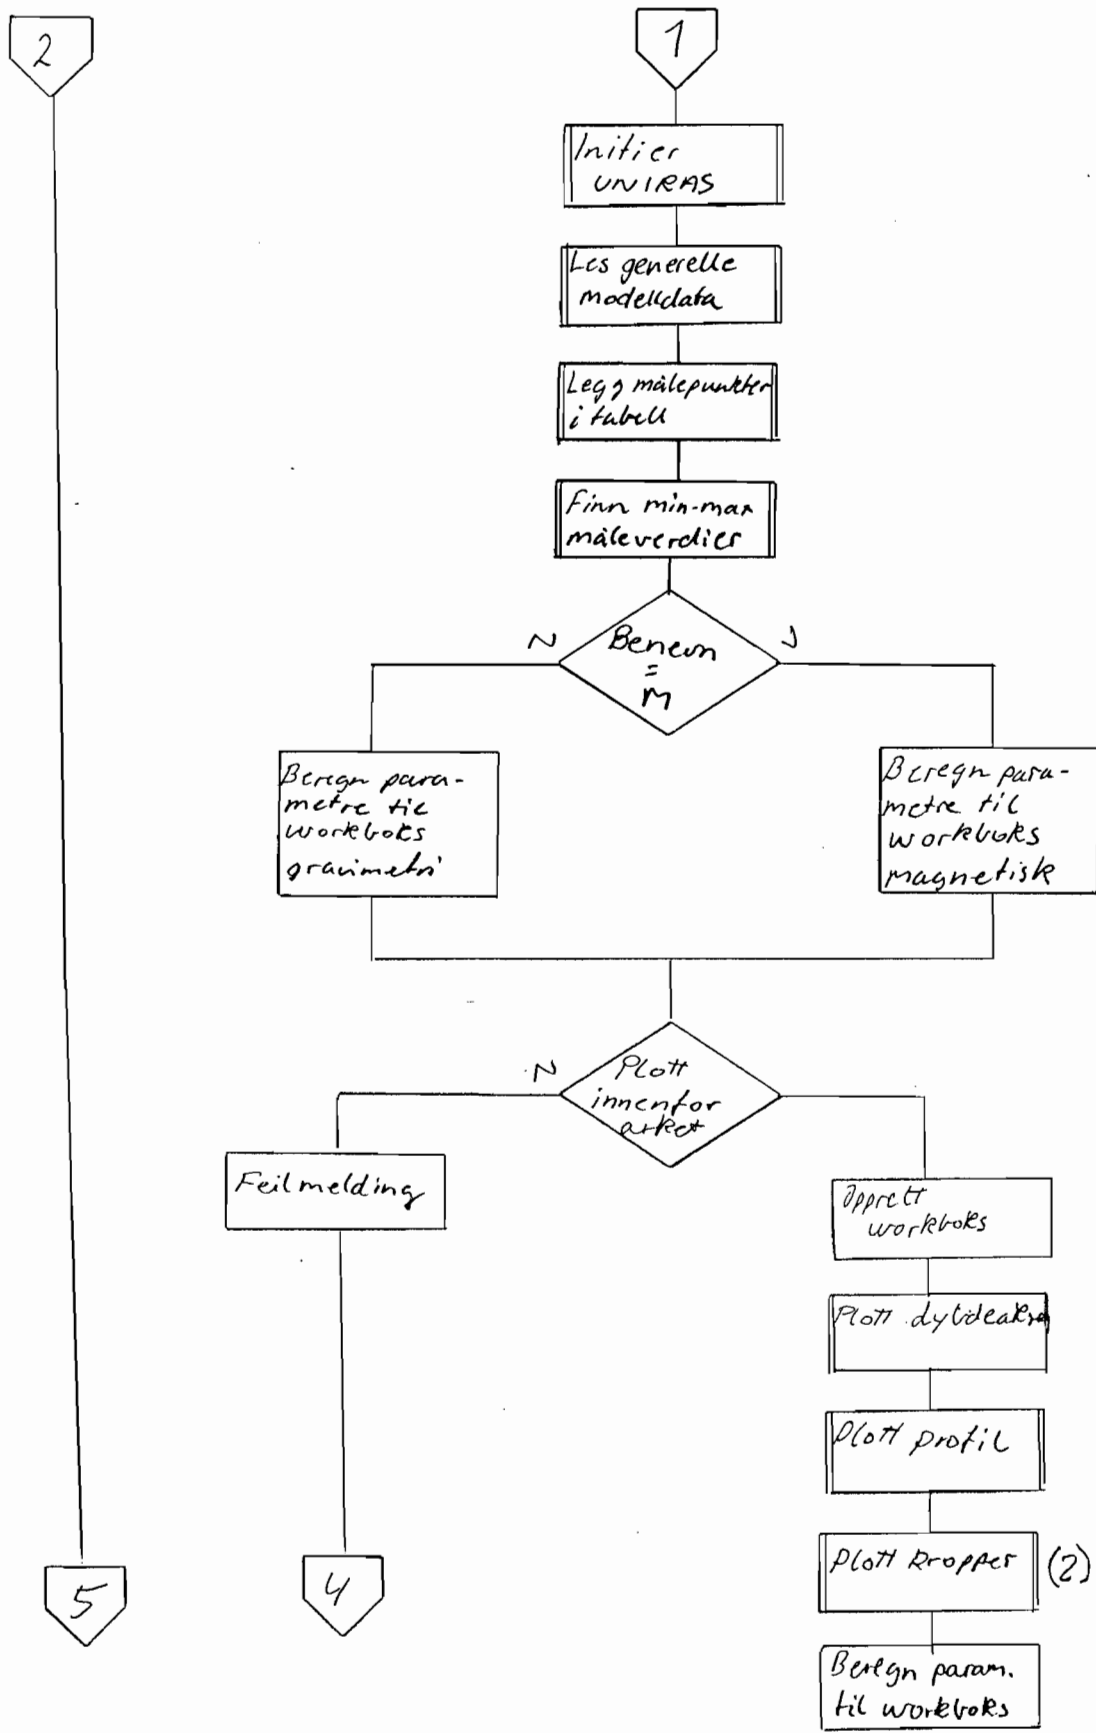 2
1
Initier
UNIRAS
Les generelle
modelldata
Legg målepunkter
i tabell
Finn min-max
måleverdier
N
J
Benevn
=
M
Beregn para-
metre til
workboks
gravimetri
Beregn para-
metre til
workboks
magnetisk
N
Plott
innenfor
arket
Feilmelding
Opprett
workboks
Plott dybdeakse
Plott profil
Plott kropper
(2)
5
4
Beregn param.
til workboks